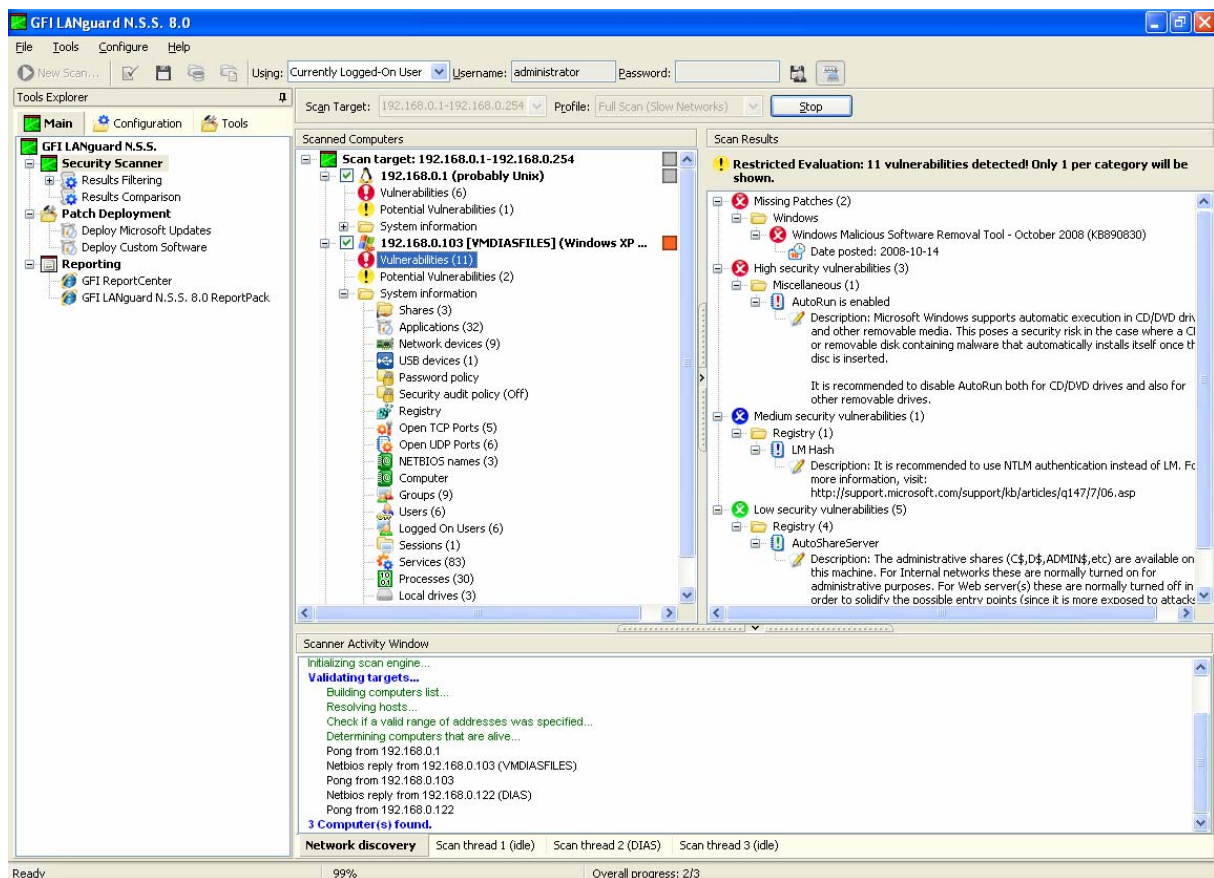 GFI LANguard N.S.S. 8.0
File Tools Configure Help
New Scan... Using: Currently Logged-On User Username: administrator Password:
Tools Explorer
Main Configuration Tools
GFI LANguard N.S.S.
Security Scanner
Results Filtering
Results Comparison
Patch Deployment
Deploy Microsoft Updates
Deploy Custom Software
Reporting
GFI ReportCenter
GFI LANguard N.S.S. 8.0 ReportPack
Scan Target: 192.168.0.1-192.168.0.254 Profile: Full Scan (Slow Networks) Stop
Scanned Computers
Scan target: 192.168.0.1-192.168.0.254
192.168.0.1 (probably Unix)
Vulnerabilities (6)
Potential Vulnerabilities (1)
System information
192.168.0.103 [VMDIASFILES] (Windows XP ...
Vulnerabilities (11)
Potential Vulnerabilities (2)
System information
Shares (3)
Applications (32)
Network devices (9)
USB devices (1)
Password policy
Security audit policy (Off)
Registry
Open TCP Ports (5)
Open UDP Ports (6)
NETBIOS names (3)
Computer
Groups (9)
Users (6)
Logged On Users (6)
Sessions (1)
Services (83)
Processes (30)
Local drives (3)
Scan Results
Restricted Evaluation: 11 vulnerabilities detected! Only 1 per category will be
shown.
Missing Patches (2)
Windows
Windows Malicious Software Removal Tool - October 2008 (KB890830)
Date posted: 2008-10-14
High security vulnerabilities (3)
Miscellaneous (1)
AutoRun is enabled
Description: Microsoft Windows supports automatic execution in CD/DVD driv
and other removable media. This poses a security risk in the case where a CD
or removable disk containing malware that automatically installs itself once th
disc is inserted.
It is recommended to disable AutoRun both for CD/DVD drives and also for
other removable drives.
Medium security vulnerabilities (1)
Registry (1)
LM Hash
Description: It is recommended to use NTLM authentication instead of LM. Fo
more information, visit:
http://support.microsoft.com/support/kb/articles/q147/7/06.asp
Low security vulnerabilities (5)
Registry (4)
AutoShareServer
Description: The administrative shares (C$,D$,ADMIN$,etc) are available on
this machine. For Internal networks these are normally turned on for
administrative purposes. For Web server(s) these are normally turned off in
order to solidify the possible entry points (since it is more exposed to attacks
Scanner Activity Window
Initializing scan engine...
Validating targets...
Building computers list...
Resolving hosts...
Check if a valid range of addresses was specified...
Determining computers that are alive...
Pong from 192.168.0.1
Netbios reply from 192.168.0.103 (VMDIASFILES)
Pong from 192.168.0.103
Netbios reply from 192.168.0.122 (DIAS)
Pong from 192.168.0.122
3 Computer(s) found.
Network discovery Scan thread 1 (idle) Scan thread 2 (DIAS) Scan thread 3 (idle)
Ready 99% Overall progress: 2/3